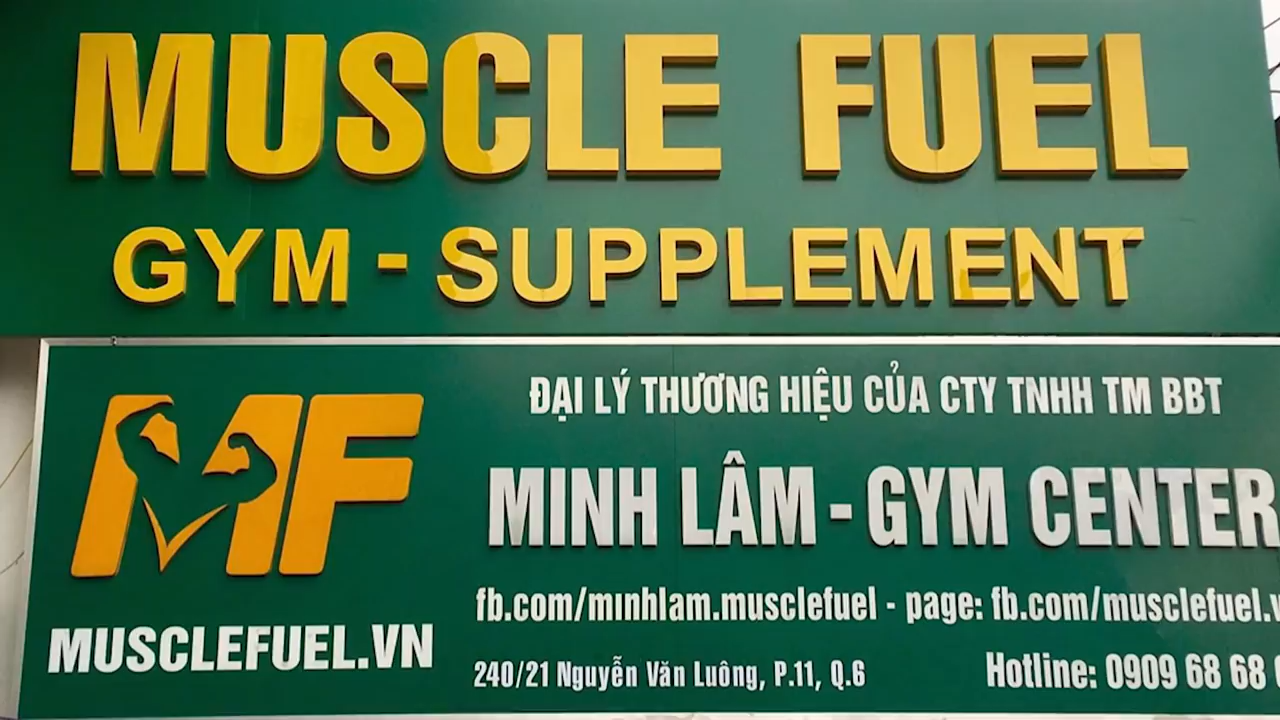 MUSCLE FUEL
GYM - SUPPLEMENT
ĐẠI LÝ THƯƠNG HIỆU CỦA CTY TNHH TM BBT
MF
MINH LÂM - GYM CENTER
fb.com/minhlam.musclefuel - page: fb.com/musclefuel.v
MUSCLEFUEL.VN
240/21 Nguyễn Văn Luông, P.11, Q.6
Hotline: 0909 68 68